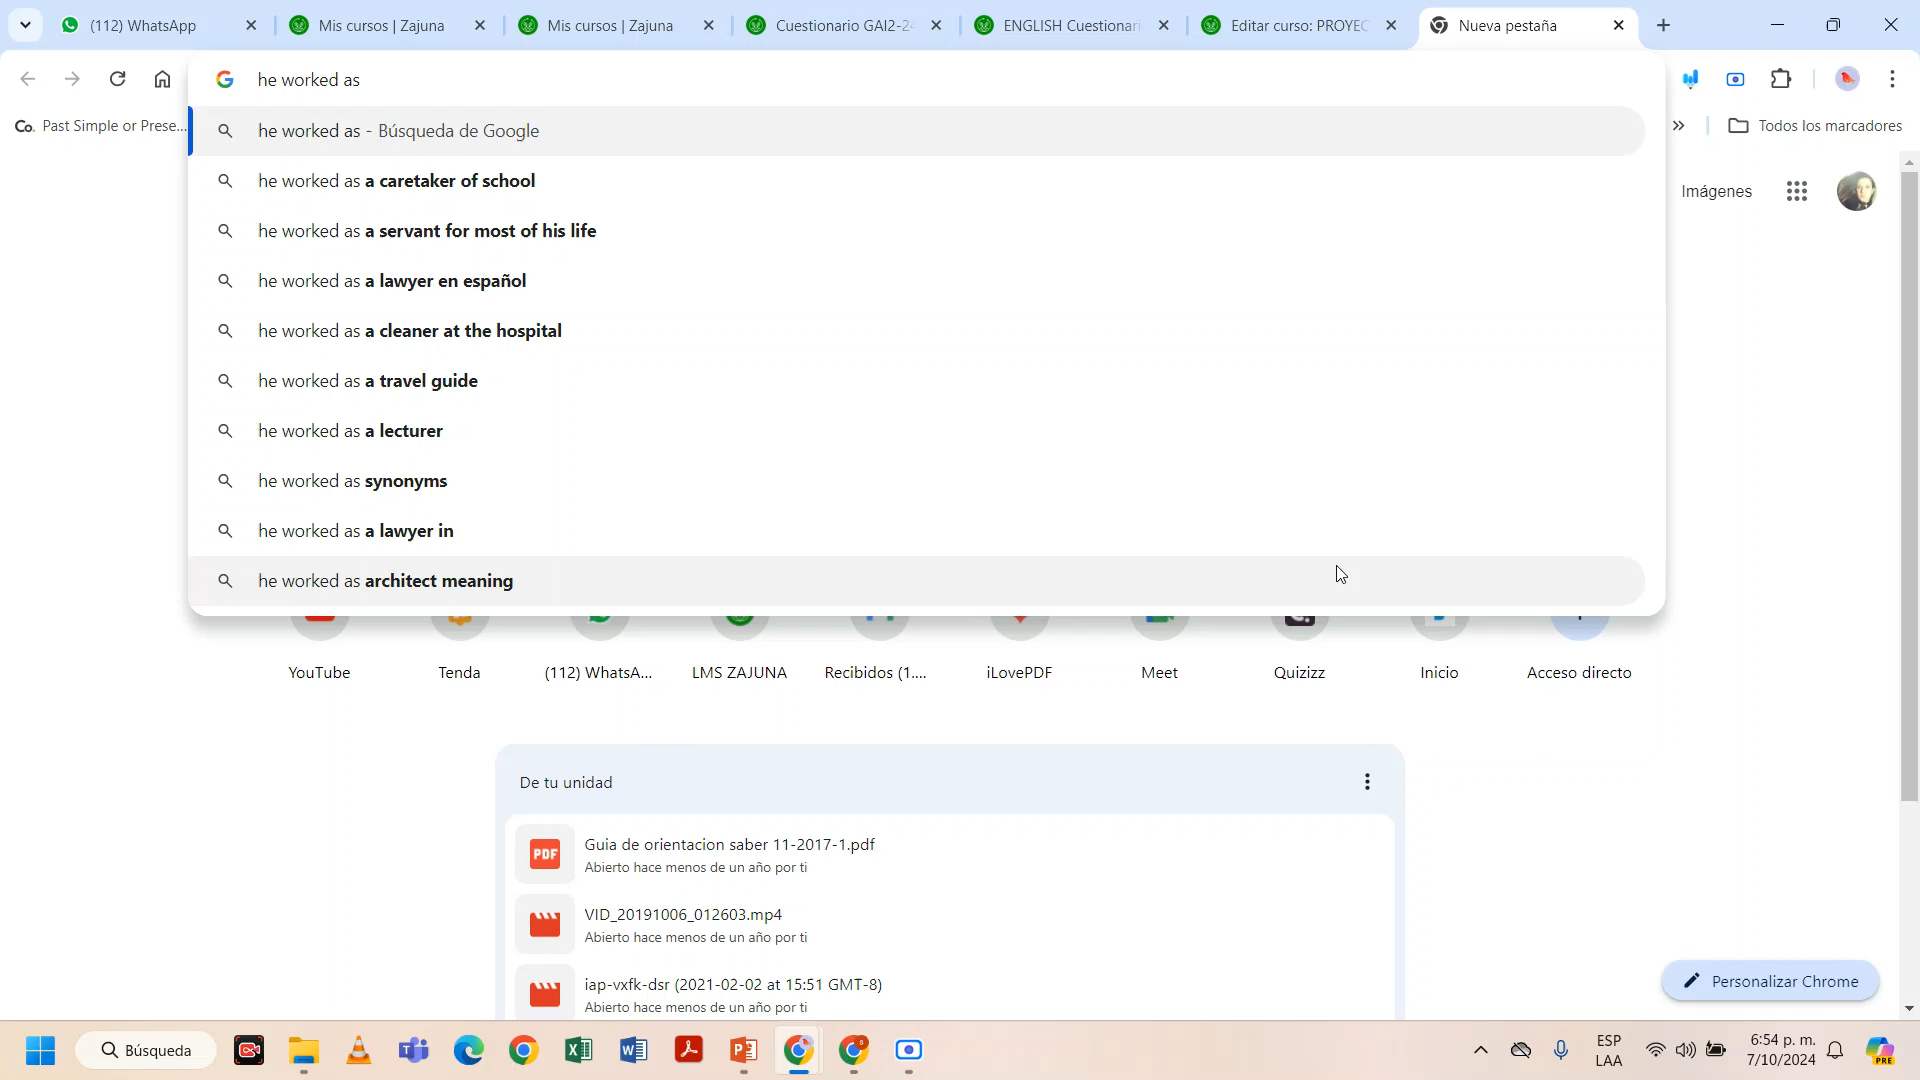 (112) WhatsApp
Mis cursos | Zajuna
Mis cursos | Zajuna
Cuestionario GAI2-24
ENGLISH Cuestionari
Editar curso: PROYEC
Nueva pestaña
he worked as
Co. Past Simple or Prese...
Todos los marcadores
he worked as - Búsqueda de Google
he worked as a caretaker of school
Imágenes
he worked as a servant for most of his life
he worked as a lawyer en español
he worked as a cleaner at the hospital
he worked as a travel guide
he worked as a lecturer
he worked as synonyms
he worked as a lawyer in
he worked as architect meaning
YouTube
Tenda
(112) WhatsA...
LMS ZAJUNA
Recibidos (1....
iLovePDF
Meet
Quizizz
Inicio
Acceso directo
De tu unidad
PDF
Guia de orientacion saber 11-2017-1.pdf
Abierto hace menos de un año por ti
VID_20191006_012603.mp4
Abierto hace menos de un año por ti
iap-vxfk-dsr (2021-02-02 at 15:51 GMT-8)
Abierto hace menos de un año por ti
Personalizar Chrome
Búsqueda
ESP
LAA
6:54 p. m.
7/10/2024
PRE